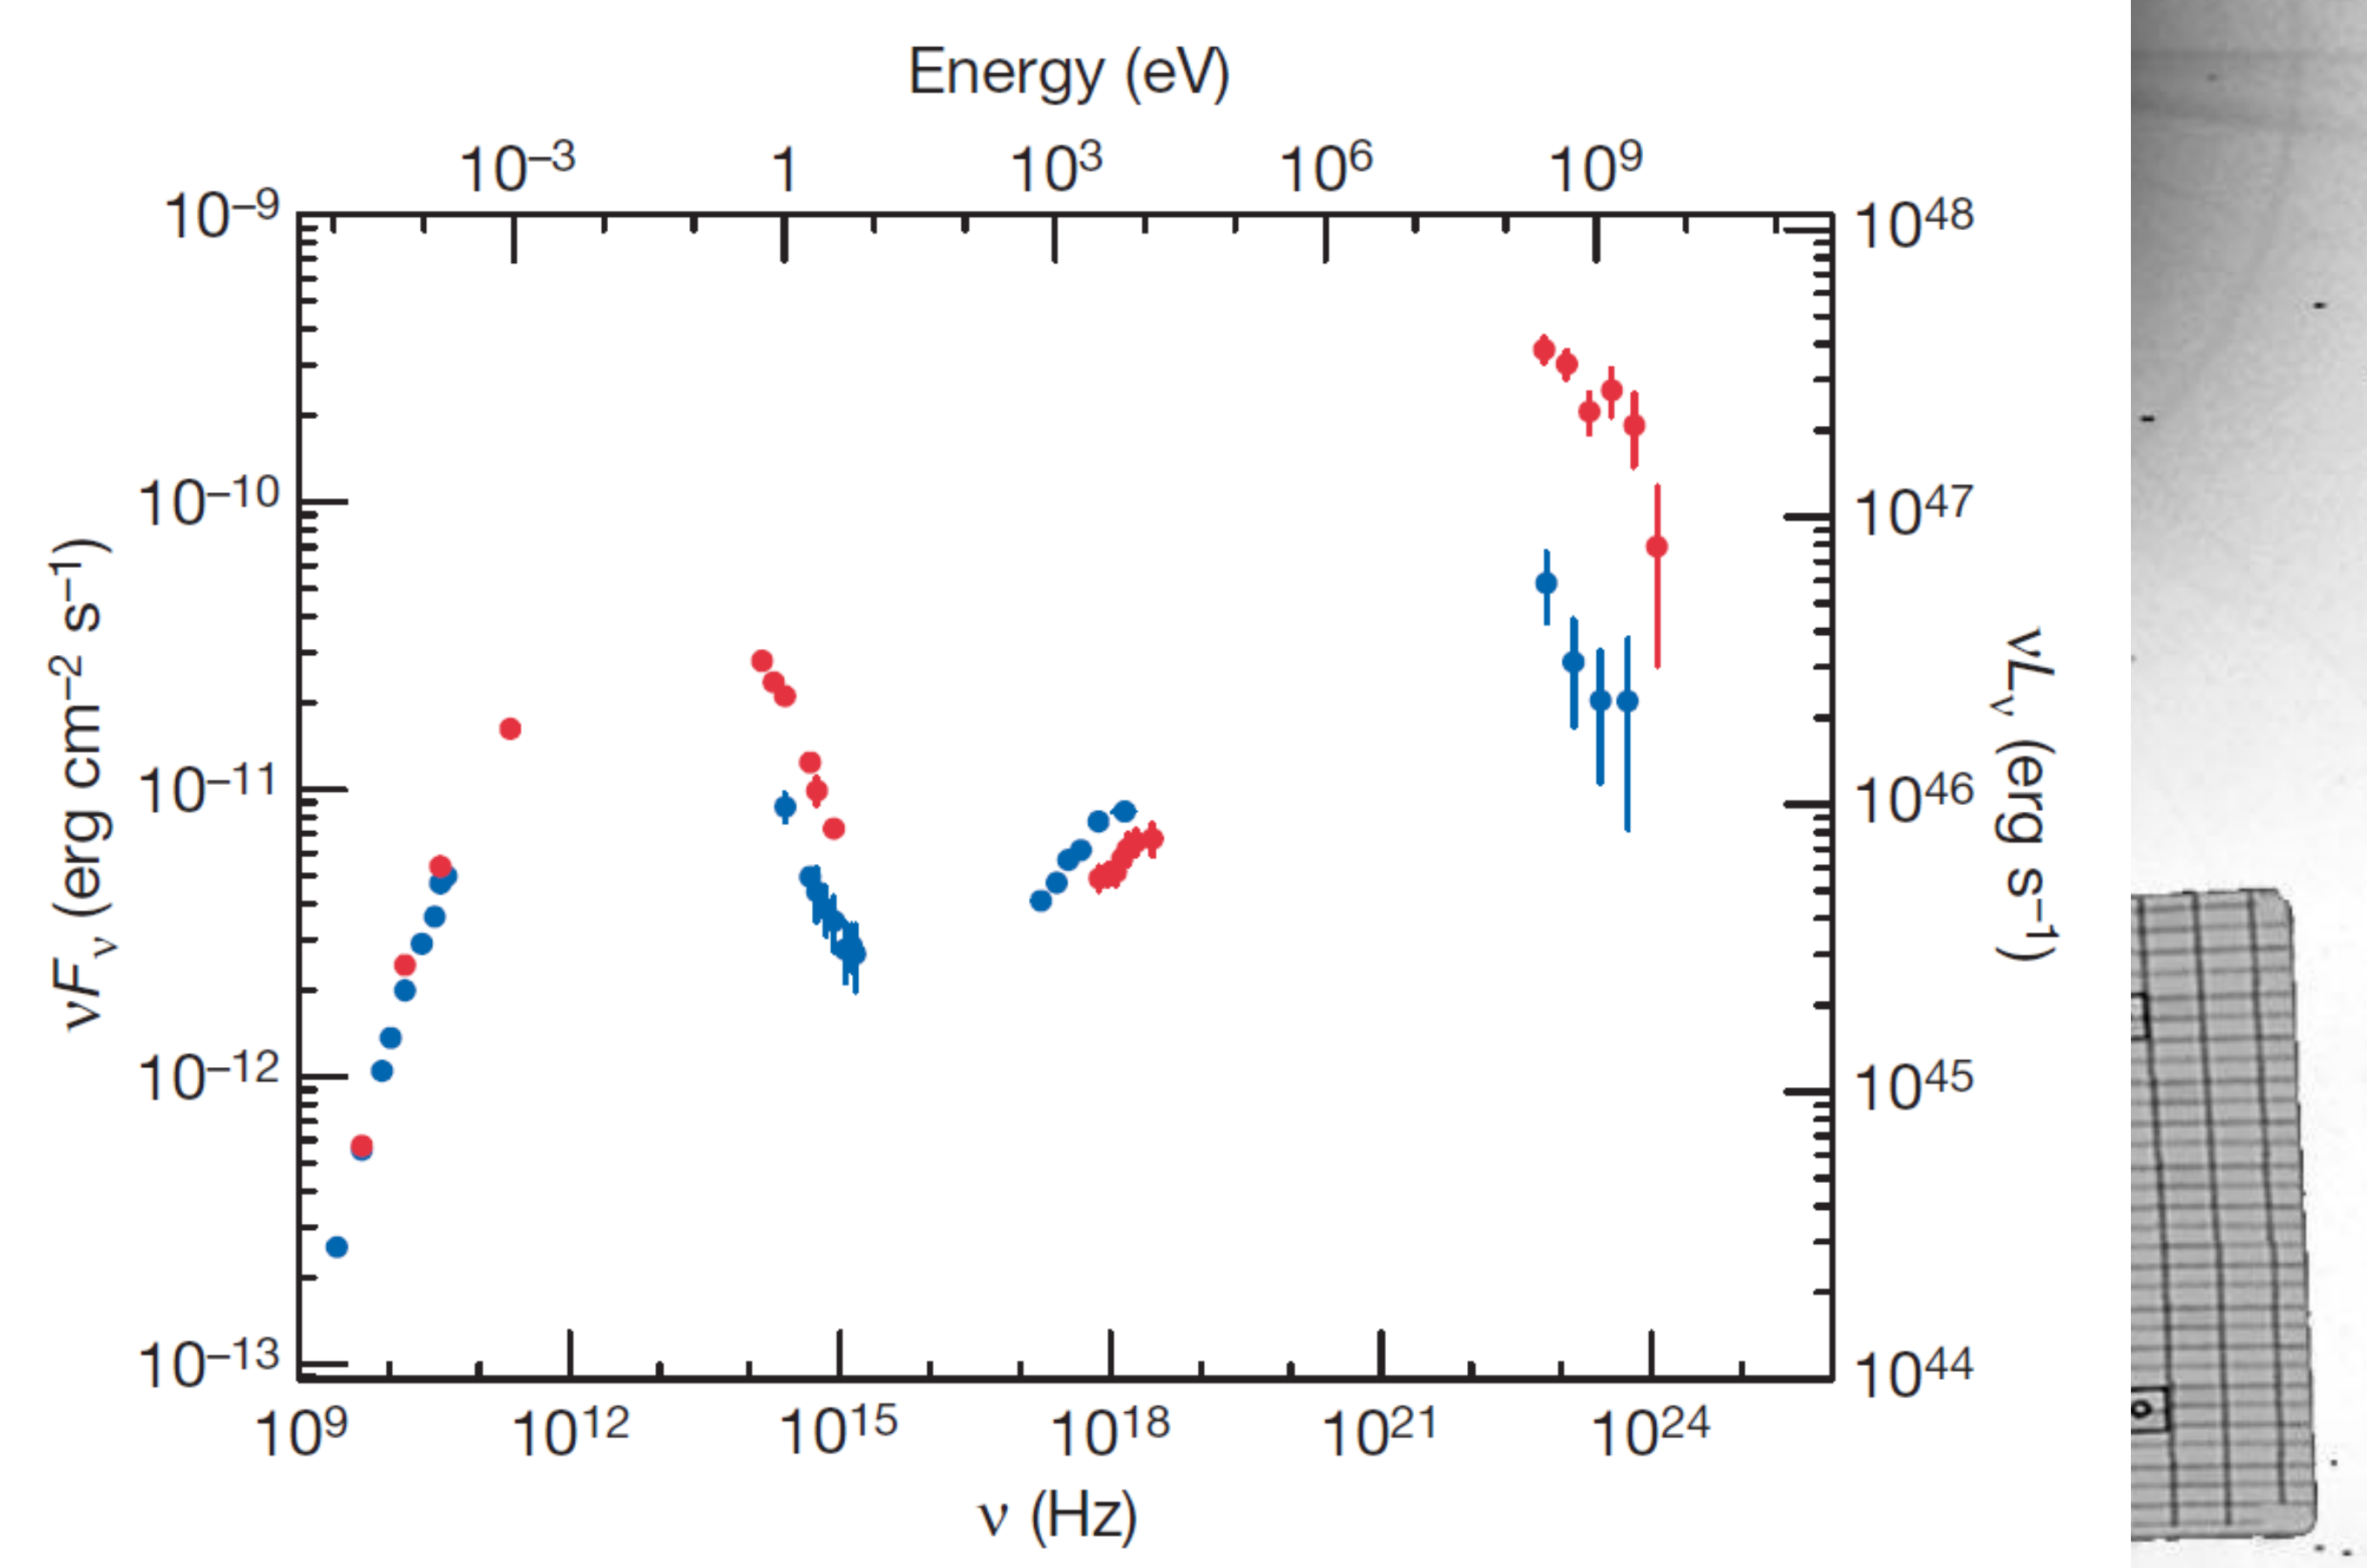 Energy (eV)
10⁻³ 1 10³ 10⁶ 10⁹
10⁻⁹
10⁻¹⁰
10⁻¹¹
10⁻¹²
10⁻¹³
νFν (erg cm⁻² s⁻¹)
10⁴⁸
10⁴⁷
10⁴⁶
10⁴⁵
10⁴⁴
νLν (erg s⁻¹)
10⁹ 10¹² 10¹⁵ 10¹⁸ 10²¹ 10²⁴
ν (Hz)